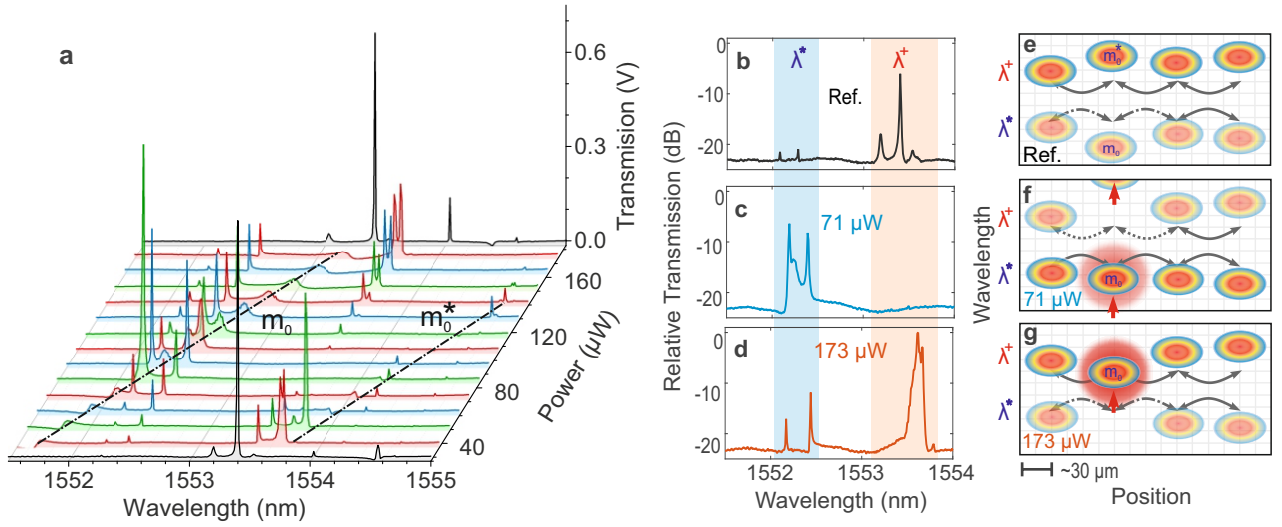 a
Transmission (V)
0.6
0.3
0.0
160
120
80
40
Power (µW)
m0
m0*
1552
1553
1554
1555
Wavelength (nm)
Relative Transmission (dB)
b
λ*
λ+
Ref.
0
-10
-20
c
71 µW
0
-10
-20
d
173 µW
0
-10
-20
1552
1553
1554
Wavelength (nm)
Wavelength
e
λ+
m0*
λ*
m0
Ref.
f
λ+
λ*
m0
71 µW
g
λ+
m0
λ*
173 µW
~30 µm
Position